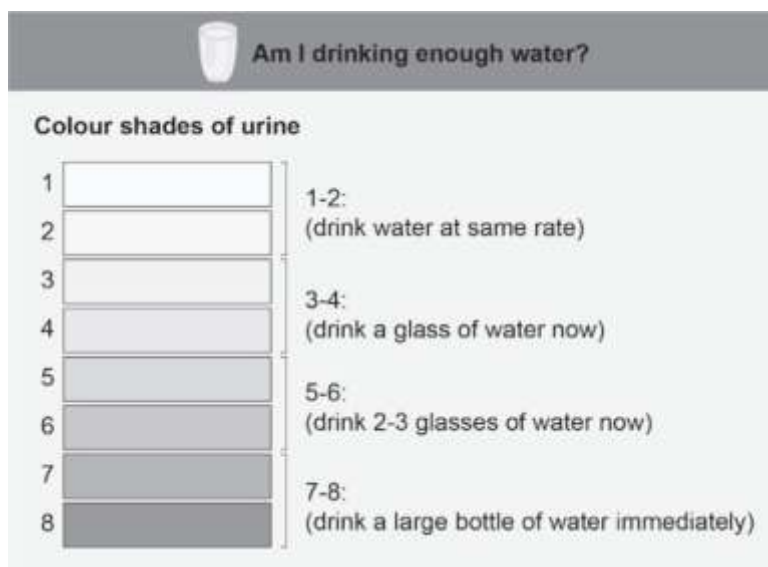 Am I drinking enough water?
Colour shades of urine
1
2
1-2:
(drink water at same rate)
3
4
3-4:
(drink a glass of water now)
5
6
5-6:
(drink 2-3 glasses of water now)
7
8
7-8:
(drink a large bottle of water immediately)